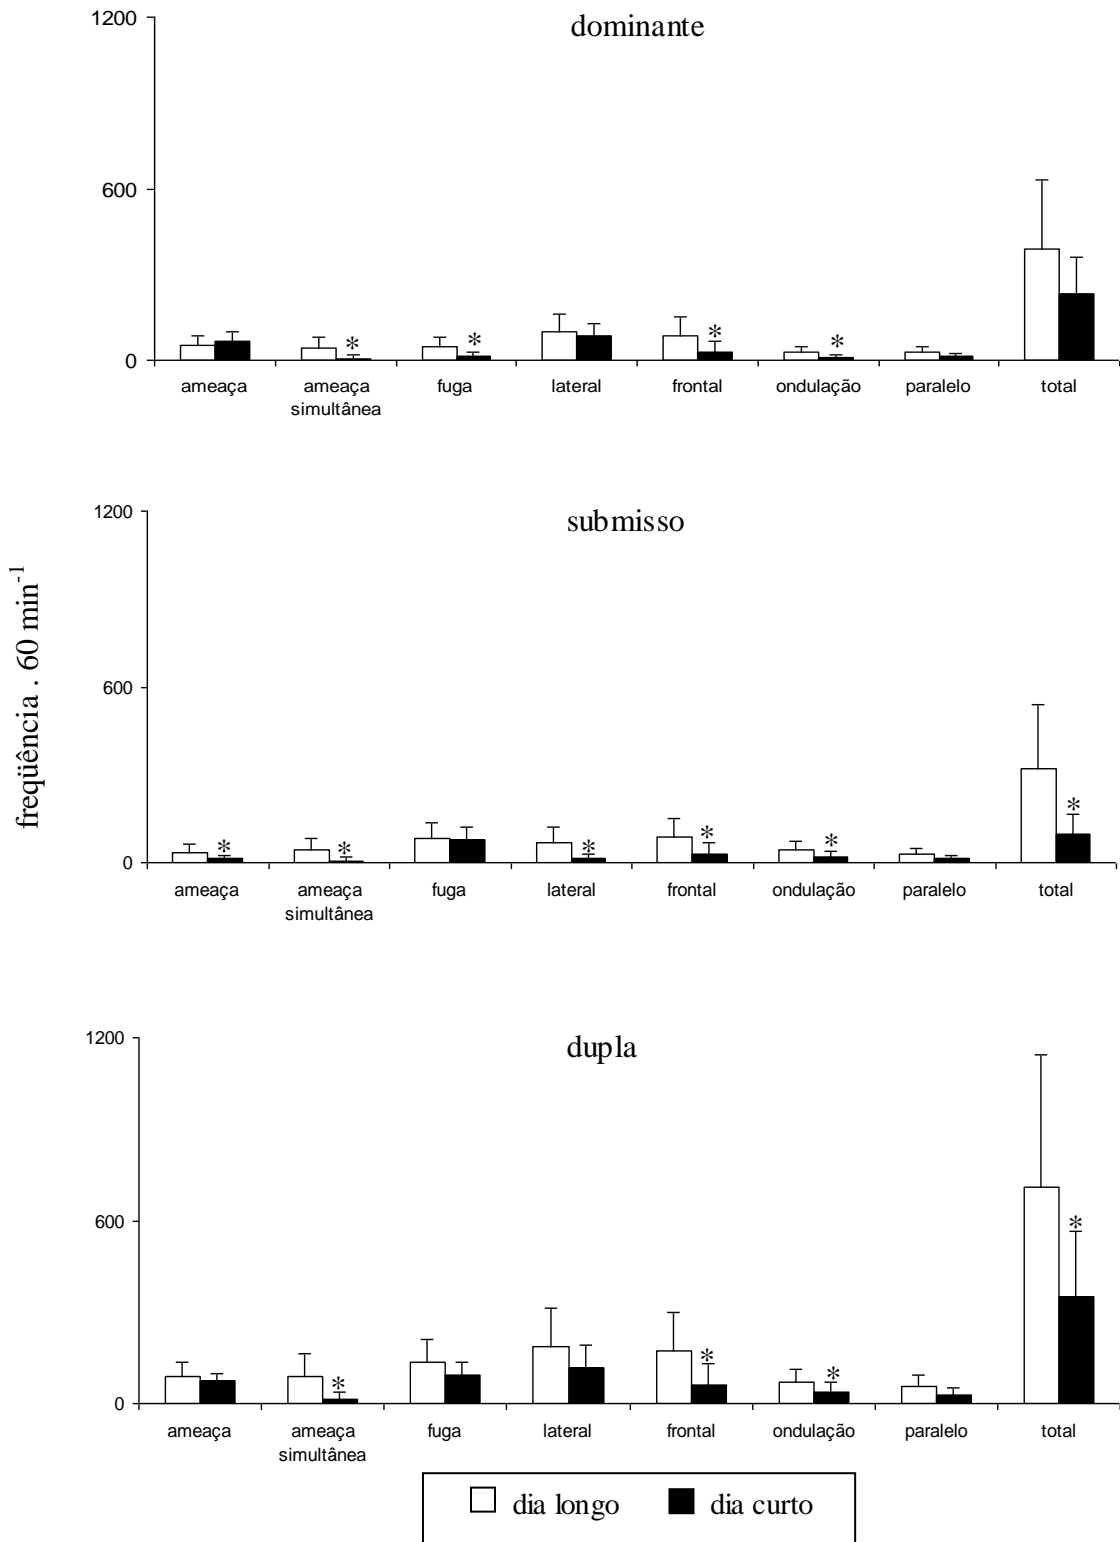 dominante
1200
600
0
* * * *
ameaça ameaça simultânea fuga lateral frontal ondulação paralelo total
freqüência . 60 min⁻¹
submisso
1200
600
0
* * * * * *
ameaça ameaça simultânea fuga lateral frontal ondulação paralelo total
dupla
1200
600
0
* * * *
ameaça ameaça simultânea fuga lateral frontal ondulação paralelo total
dia longo dia curto